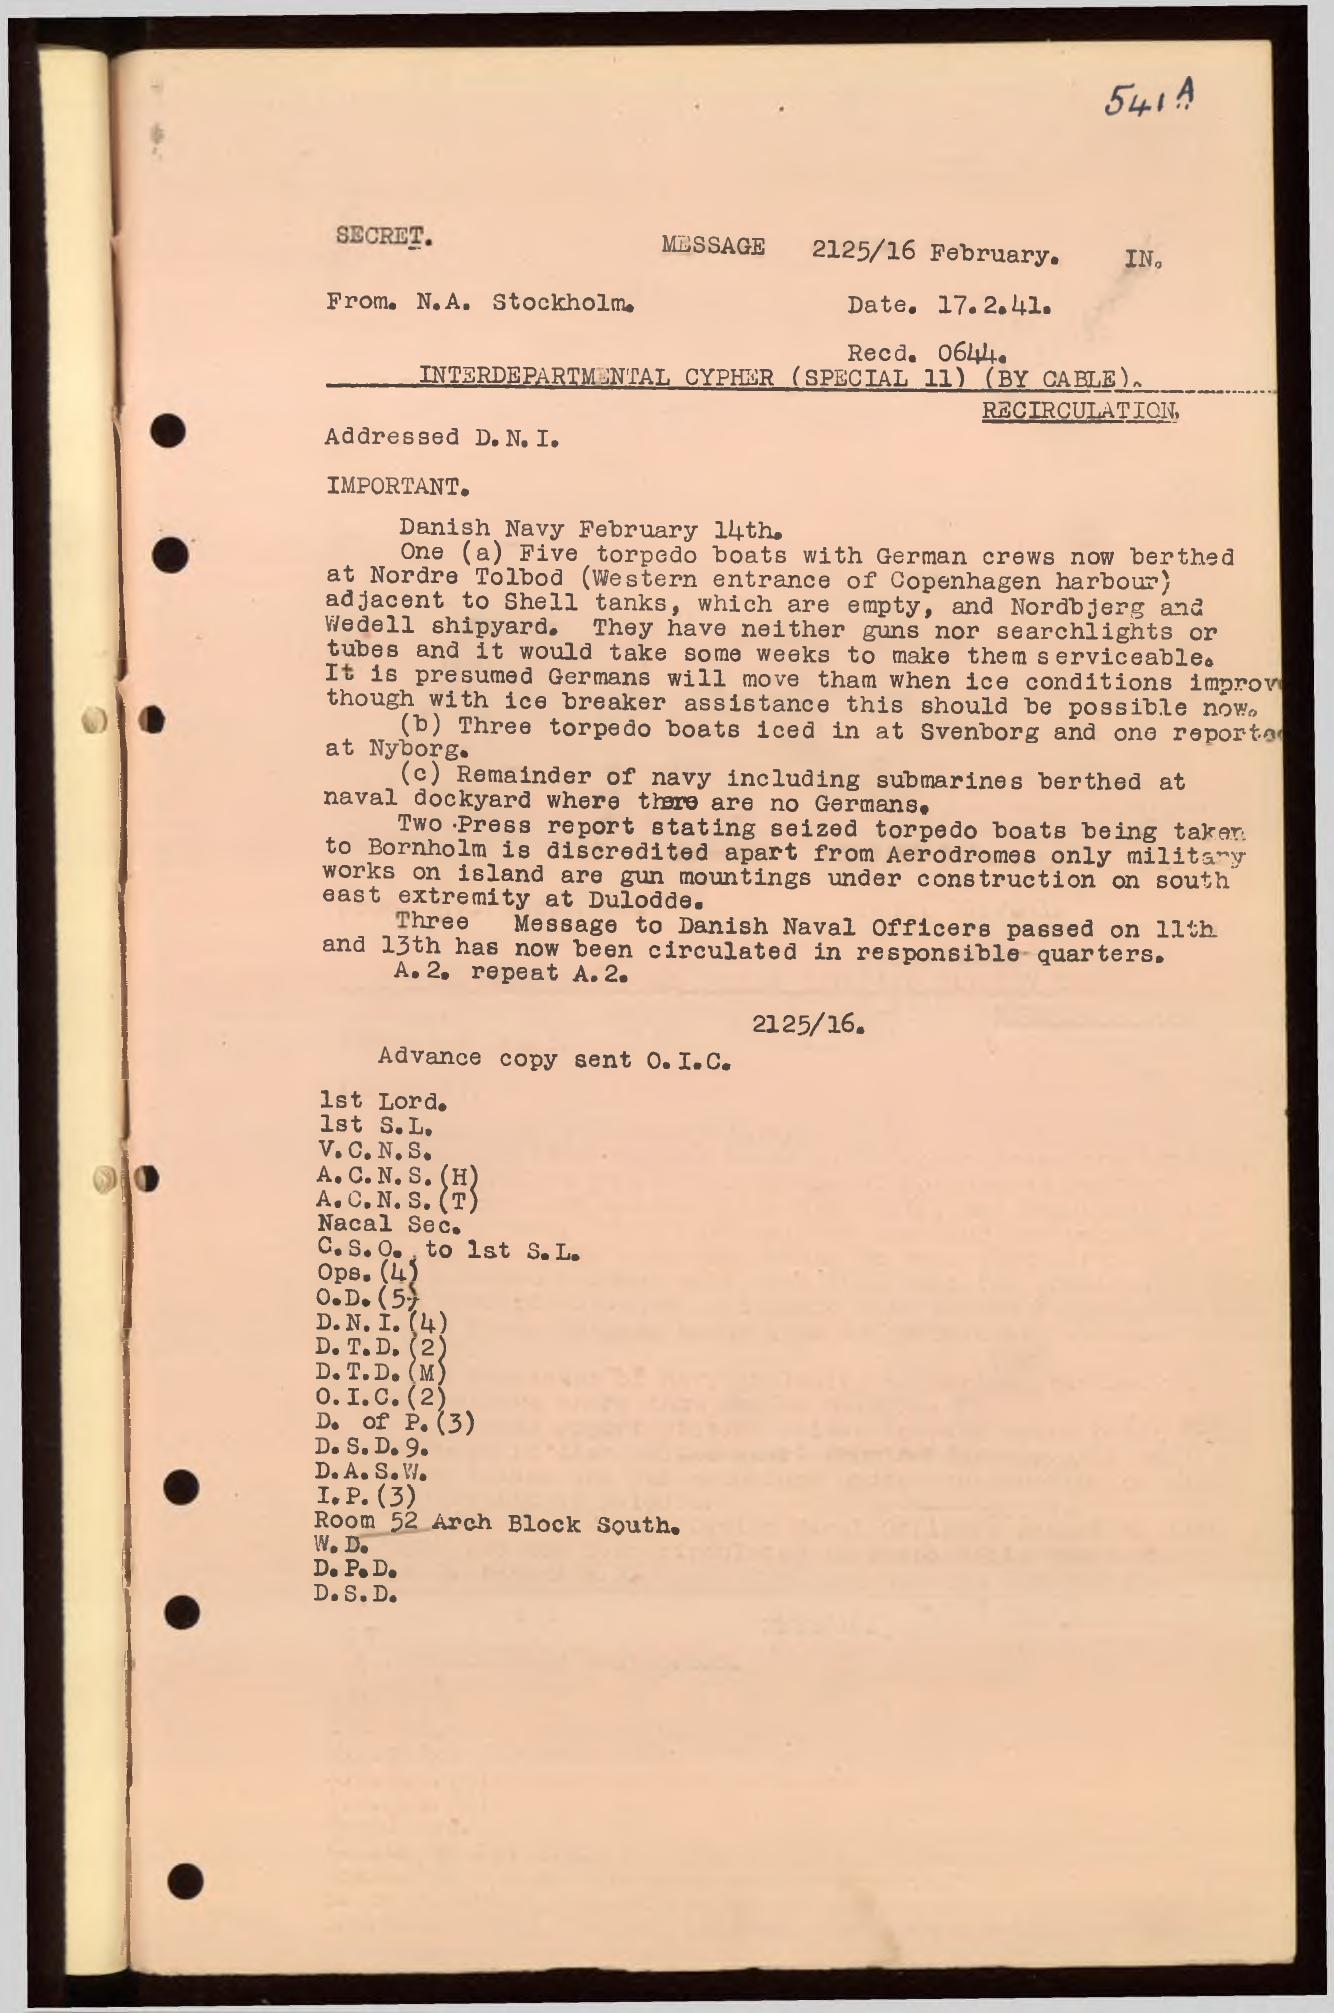 541A
SECRET.
MESSAGE 2125/16 February. IN.
From. N.A. Stockholm. Date. 17.2.41.
Recd. 0644.
INTERDEPARTMENTAL CYPHER (SPECIAL 11) (BY CABLE).
RECIRCULATION.
Addressed D.N.I.
IMPORTANT.
Danish Navy February 14th.
One (a) Five torpedo boats with German crews now berthed
at Nordre Tolbod (Western entrance of Copenhagen harbour)
adjacent to Shell tanks, which are empty, and Nordbjerg and
Wedell shipyard. They have neither guns nor searchlights or
tubes and it would take some weeks to make them serviceable.
It is presumed Germans will move tham when ice conditions improve
though with ice breaker assistance this should be possible now.
(b) Three torpedo boats iced in at Svenborg and one reported
at Nyborg.
(c) Remainder of navy including submarines berthed at
naval dockyard where there are no Germans.
Two Press report stating seized torpedo boats being taken
to Bornholm is discredited apart from Aerodromes only military
works on island are gun mountings under construction on south
east extremity at Dulodde.
Three Message to Danish Naval Officers passed on 11th
and 13th has now been circulated in responsible quarters.
A.2. repeat A.2.
2125/16.
Advance copy sent O.I.C.
1st Lord.
1st S.L.
V.C.N.S.
A.C.N.S.(H)
A.C.N.S.(T)
Nacal Sec.
C.S.O. to 1st S.L.
Ops.(4)
O.D.(5)
D.N.I.(4)
D.T.D.(2)
D.T.D.(M)
O.I.C.(2)
D. of P.(3)
D.S.D.9.
D.A.S.W.
I.P.(3)
Room 52 Arch Block South.
W.D.
D.P.D.
D.S.D.